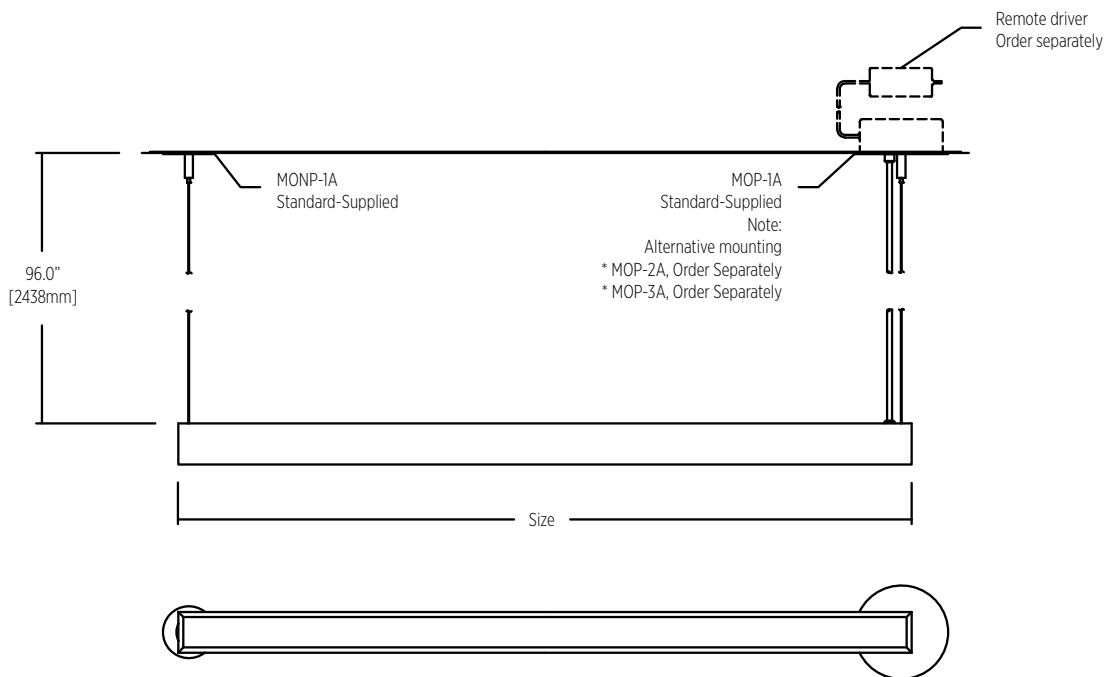 Remote driver
Order separately
MONP-1A
Standard-Supplied
MOP-1A
Standard-Supplied
Note:
Alternative mounting
* MOP-2A, Order Separately
* MOP-3A, Order Separately
96.0”
[2438mm]
Size